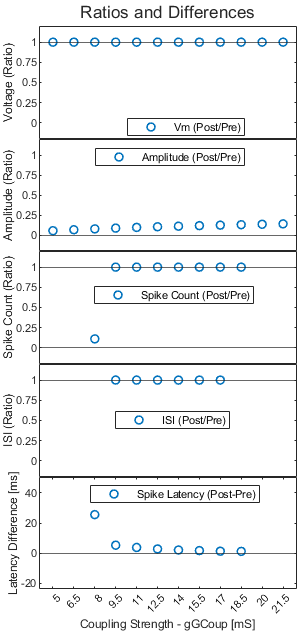 Ratios and Differences
Voltage (Ratio)
1
0.75
0.5
0.25
0
Vm (Post/Pre)
Amplitude (Ratio)
1
0.75
0.5
0.25
0
Amplitude (Post/Pre)
Spike Count (Ratio)
1
0.75
0.5
0.25
0
Spike Count (Post/Pre)
ISI (Ratio)
1
0.75
0.5
0.25
0
ISI (Post/Pre)
Latency Difference [ms]
40
20
0
-20
Spike Latency (Post-Pre)
5 6.5 8 9.5 11 12.5 14 15.5 17 18.5 20 21.5
Coupling Strength - gGCoup [mS]